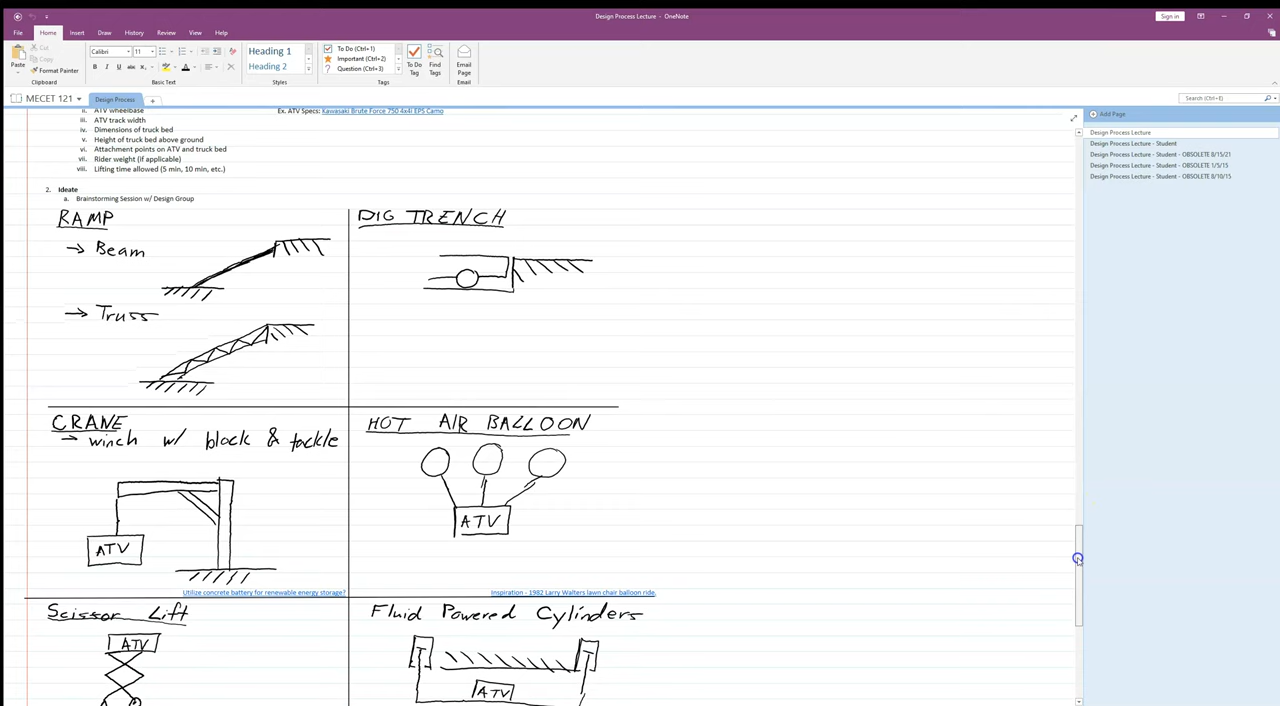 Design Process Lecture - OneNote
Sign in
File Home Insert Draw History Review View Help
Paste
Cut
Copy
Format Painter
Clipboard
Calibri 11
B I U abc x₂ A
Basic Text
Heading 1
Heading 2
Styles
To Do (Ctrl+1)
Important (Ctrl+2)
Question (Ctrl+3)
To Do Tag
Find Tags
Tags
Email Page
Email
MECET 121
Design Process
Search (Ctrl+E)
Add Page
Design Process Lecture
Design Process Lecture - Student
Design Process Lecture - Student - OBSOLETE 8/15/21
Design Process Lecture - Student - OBSOLETE 1/5/15
Design Process Lecture - Student - OBSOLETE 8/10/15
ii. ATV wheelbase
Ex. ATV Specs: Kawasaki Brute Force 750 4x4i EPS Camo
iii. ATV track width
iv. Dimensions of truck bed
v. Height of truck bed above ground
vi. Attachment points on ATV and truck bed
vii. Rider weight (if applicable)
viii. Lifting time allowed (5 min, 10 min, etc.)
2. Ideate
a. Brainstorming Session w/ Design Group
RAMP
→ Beam
→ Truss
DIG TRENCH
CRANE
→ winch w/ block & tackle
ATV
Utilize concrete battery for renewable energy storage?
HOT AIR BALLOON
ATV
Inspiration - 1982 Larry Walters lawn chair balloon ride.
Scissor Lift
ATV
Fluid Powered Cylinders
ATV